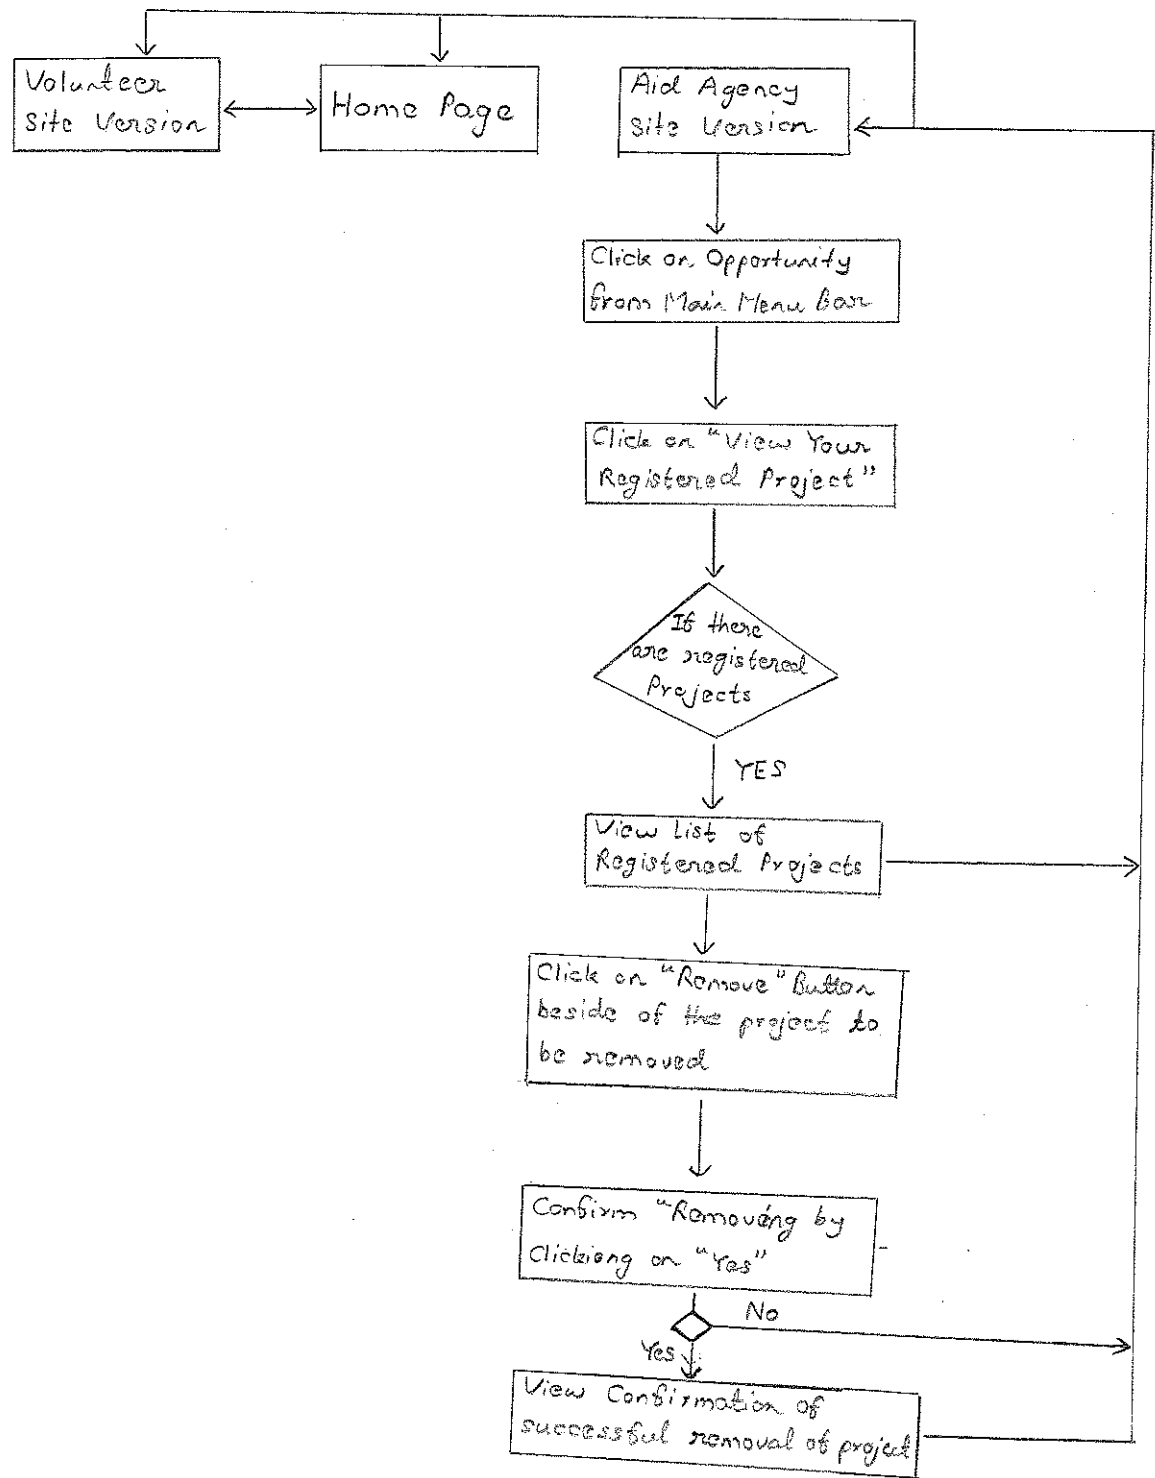 Volunteer
Site Version
Home Page
Aid Agency
Site Version
Click on Opportunity
from Main Menu Bar
Click on "View Your
Registered Project"
If there
are registered
Projects
YES
View List of
Registered Projects
Click on "Remove" Button
beside of the project to
be removed
Confirm "Removing by
Clickiong on "Yes"
No
Yes
View Confirmation of
successful removal of project